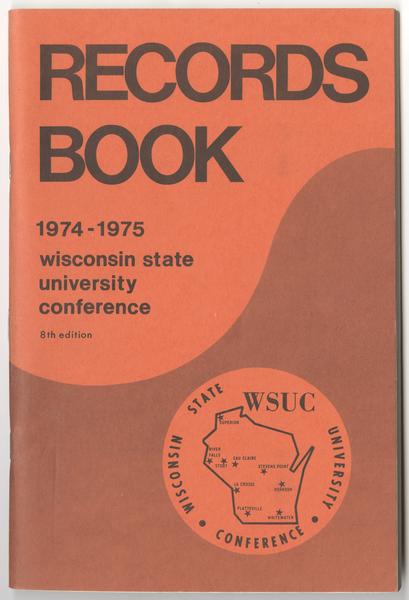 RECORDS
BOOK
1974-1975
wisconsin state
university
conference
8th edition
WSUC
WISCONSIN STATE UNIVERSITY
• CONFERENCE •
SUPERIOR
RIVER
FALLS
STOUT
EAU CLAIRE
STEVENS POINT
LA CROSSE
OSHKOSH
PLATTEVILLE
WHITEWATER